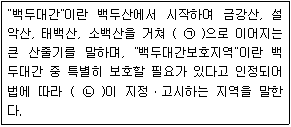 "백두대간"이란 백두산에서 시작하여 금강산, 설
악산, 태백산, 소백산을 거쳐 ( ㉠ )으로 이어지는
큰 산줄기를 말하며, "백두대간보호지역"이란 백
두대간 중 특별히 보호할 필요가 있다고 인정되어
법에 따라 ( ㉡ )이 지정ㆍ고시하는 지역을 말한
다.